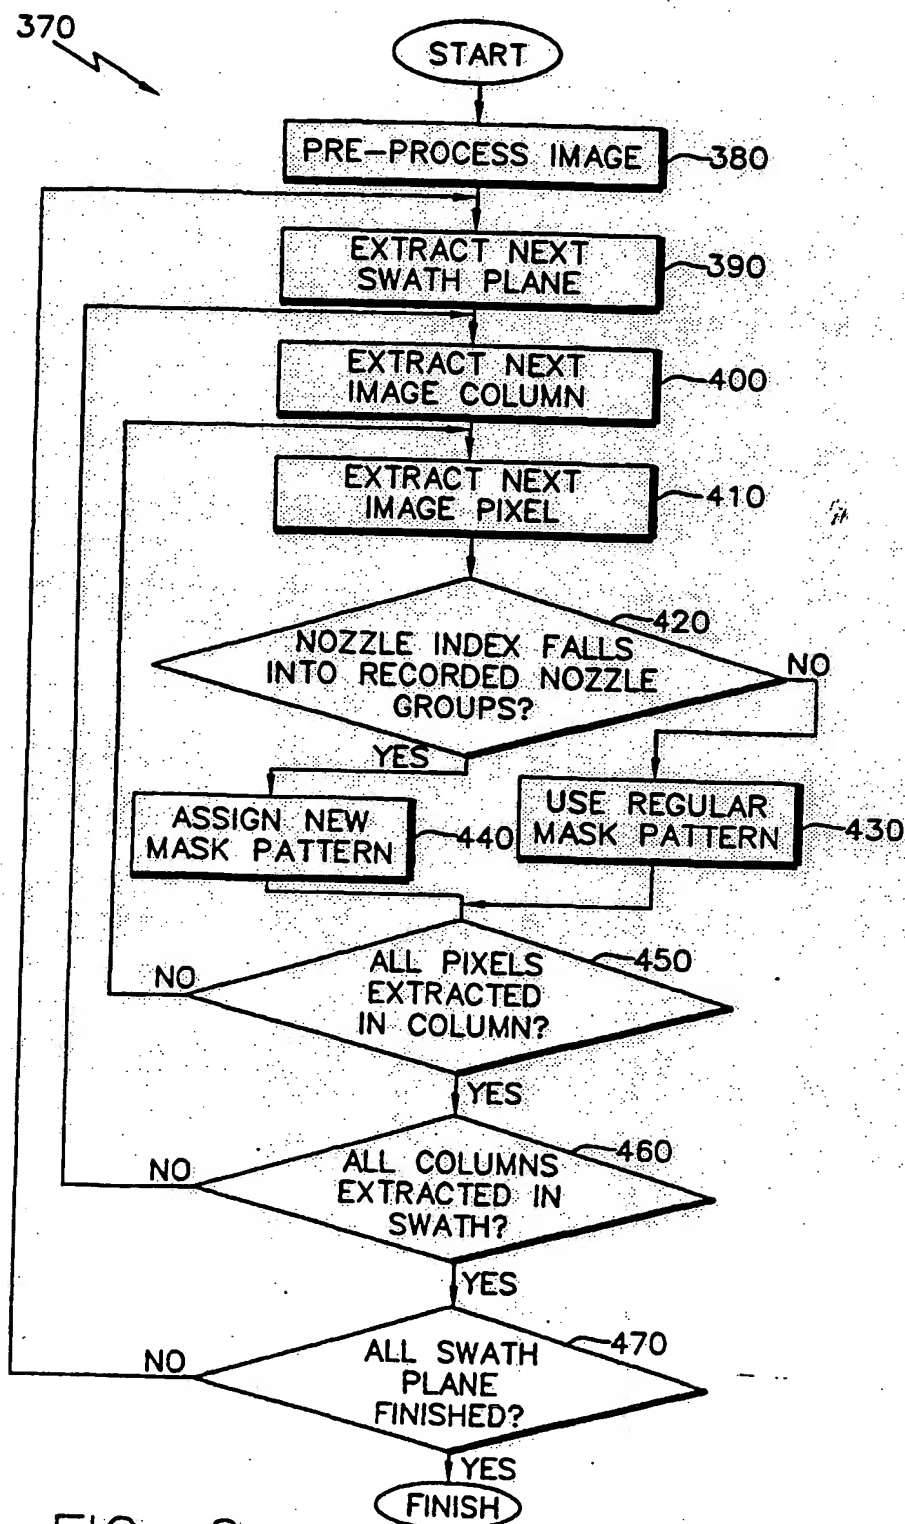 370
START
PRE-PROCESS IMAGE
380
EXTRACT NEXT
SWATH PLANE
390
EXTRACT NEXT
IMAGE COLUMN
400
EXTRACT NEXT
IMAGE PIXEL
410
420
NOZZLE INDEX FALLS
INTO RECORDED NOZZLE
GROUPS?
NO
YES
ASSIGN NEW
MASK PATTERN
440
USE REGULAR
MASK PATTERN
430
ALL PIXELS
EXTRACTED
IN COLUMN?
450
NO
YES
ALL COLUMNS
EXTRACTED IN
SWATH?
460
NO
YES
ALL SWATH
PLANE
FINISHED?
470
NO
YES
FINISH